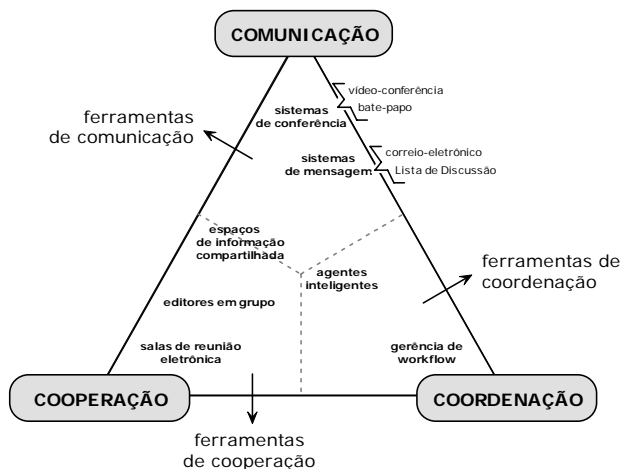 COMUNICAÇÃO
vídeo-conferência
bate-papo
sistemas
de conferência
ferramentas
de comunicação
correio-eletrônico
Lista de Discussão
sistemas
de mensagem
espaços
de informação
compartilhada
agentes
inteligentes
ferramentas de
coordenação
editores em grupo
salas de reunião
eletrônica
gerência de
workflow
COOPERAÇÃO
COORDENAÇÃO
ferramentas
de cooperação